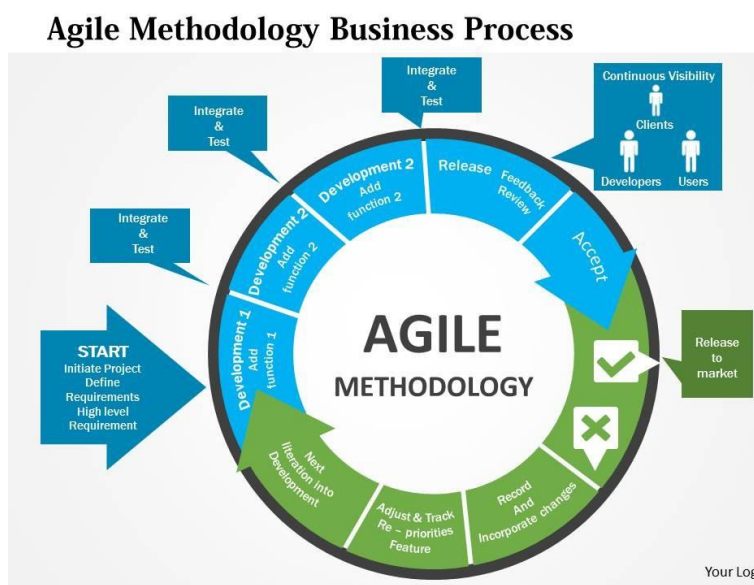 Agile Methodology Business Process
Integrate
&
Test
Continuous Visibility
Clients
Developers
Users
Integrate
&
Test
Integrate
&
Test
START
Initiate Project
Define
Requirements
High level
Requirement
Development 1
Add
function 1
Development 2
Add
function 2
Development 2
Add
function 2
Release
Feedback
Review
Accept
AGILE
METHODOLOGY
Release
to
market
Record
And
Incorporate changes
Adjust & Track
Re – priorities
Feature
Next
Iiteration into
Development
Your Log